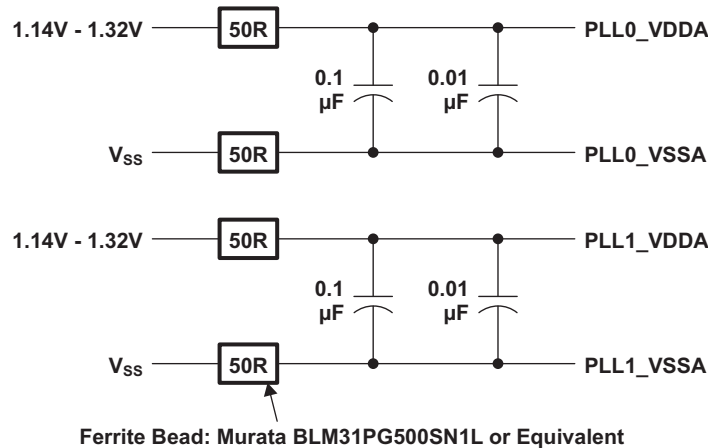 1.14V - 1.32V 50R PLL0_VDDA
0.1 µF 0.01 µF
VSS 50R PLL0_VSSA
1.14V - 1.32V 50R PLL1_VDDA
0.1 µF 0.01 µF
VSS 50R PLL1_VSSA
Ferrite Bead: Murata BLM31PG500SN1L or Equivalent